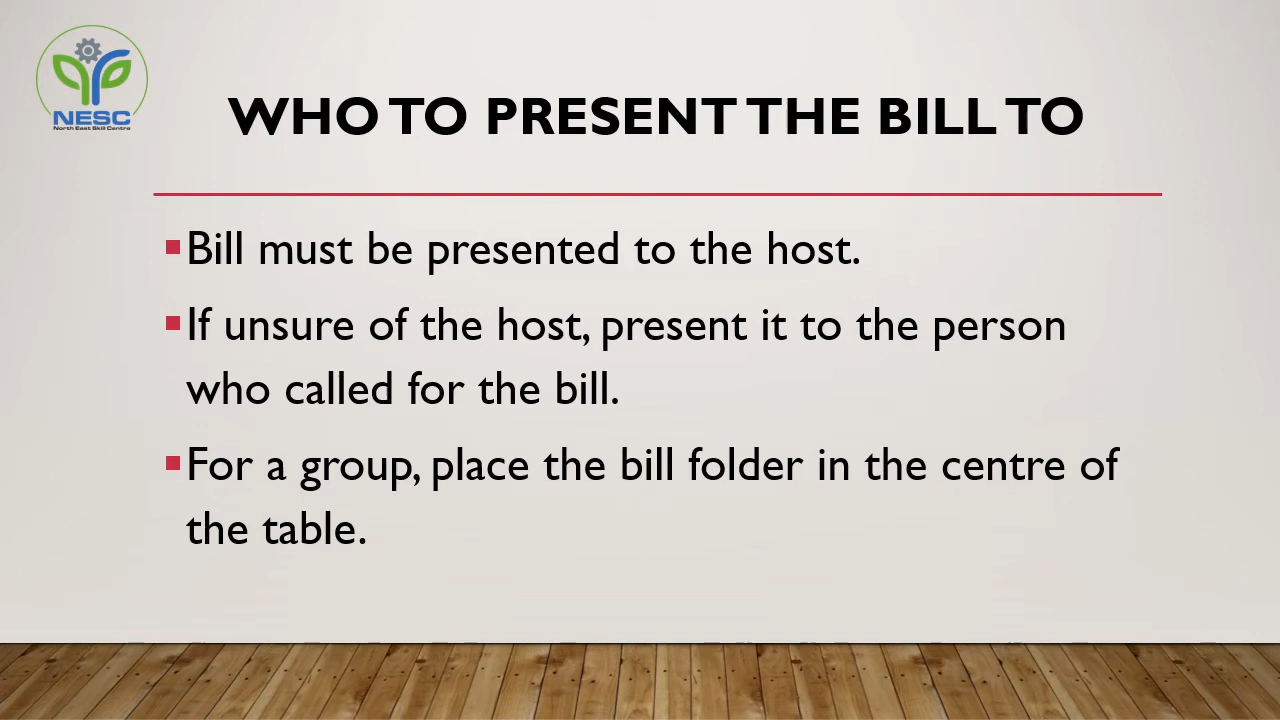 NESC
North East Skill Centre
WHO TO PRESENT THE BILL TO
Bill must be presented to the host.
If unsure of the host, present it to the person
who called for the bill.
For a group, place the bill folder in the centre of
the table.